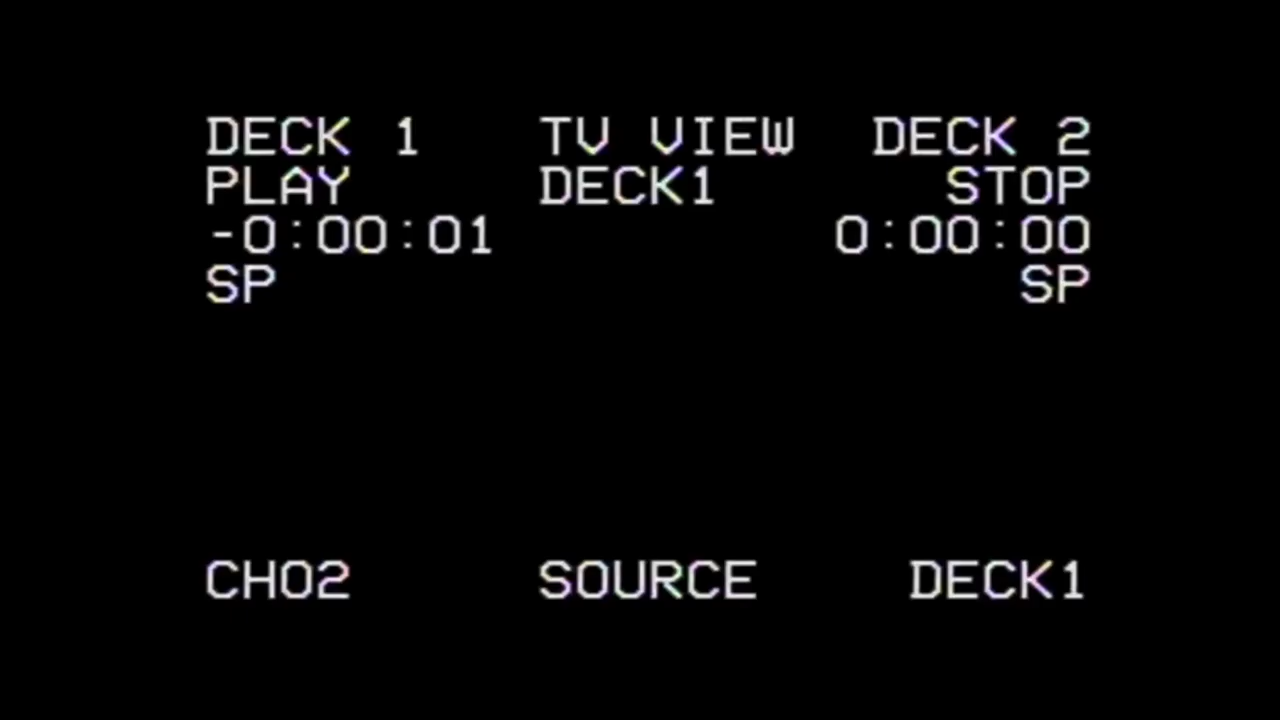 DECK 1 TV VIEW DECK 2
PLAY DECK1 STOP
-0:00:01 0:00:00
SP SP
CH02 SOURCE DECK1